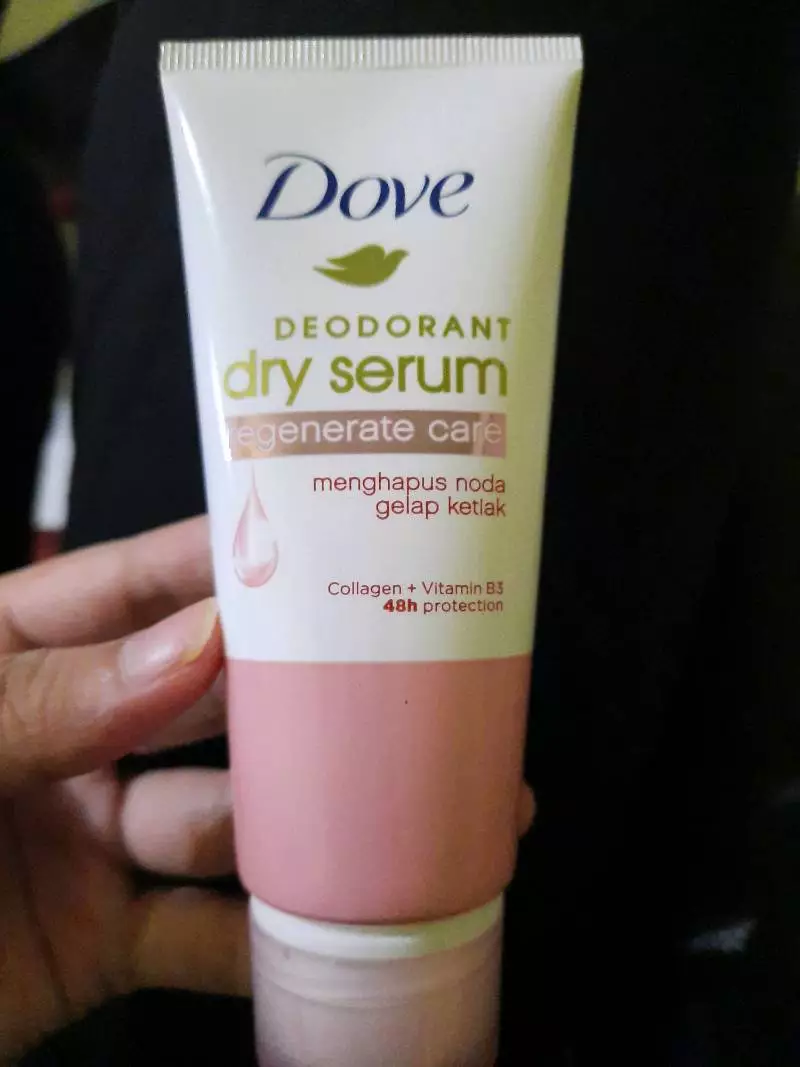 Dove
DEODORANT
dry serum
regenerate care
menghapus noda
gelap ketiak
Collagen + Vitamin B3
48h protection